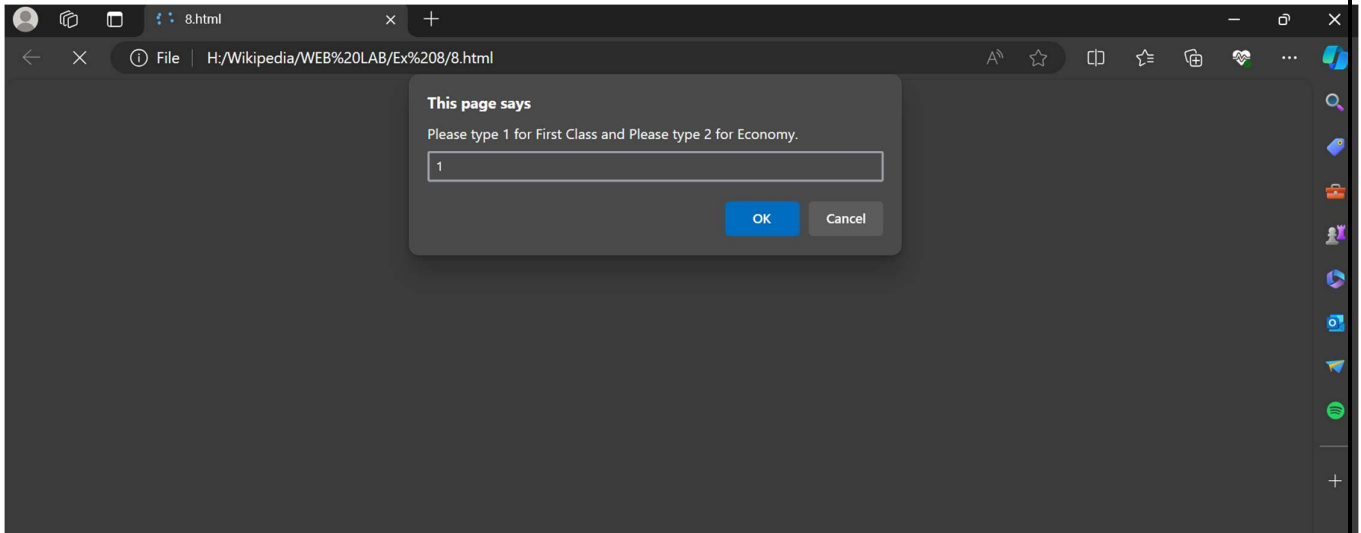 8.html
File H:/Wikipedia/WEB%20LAB/Ex%208/8.html
This page says
Please type 1 for First Class and Please type 2 for Economy.
1
OK Cancel